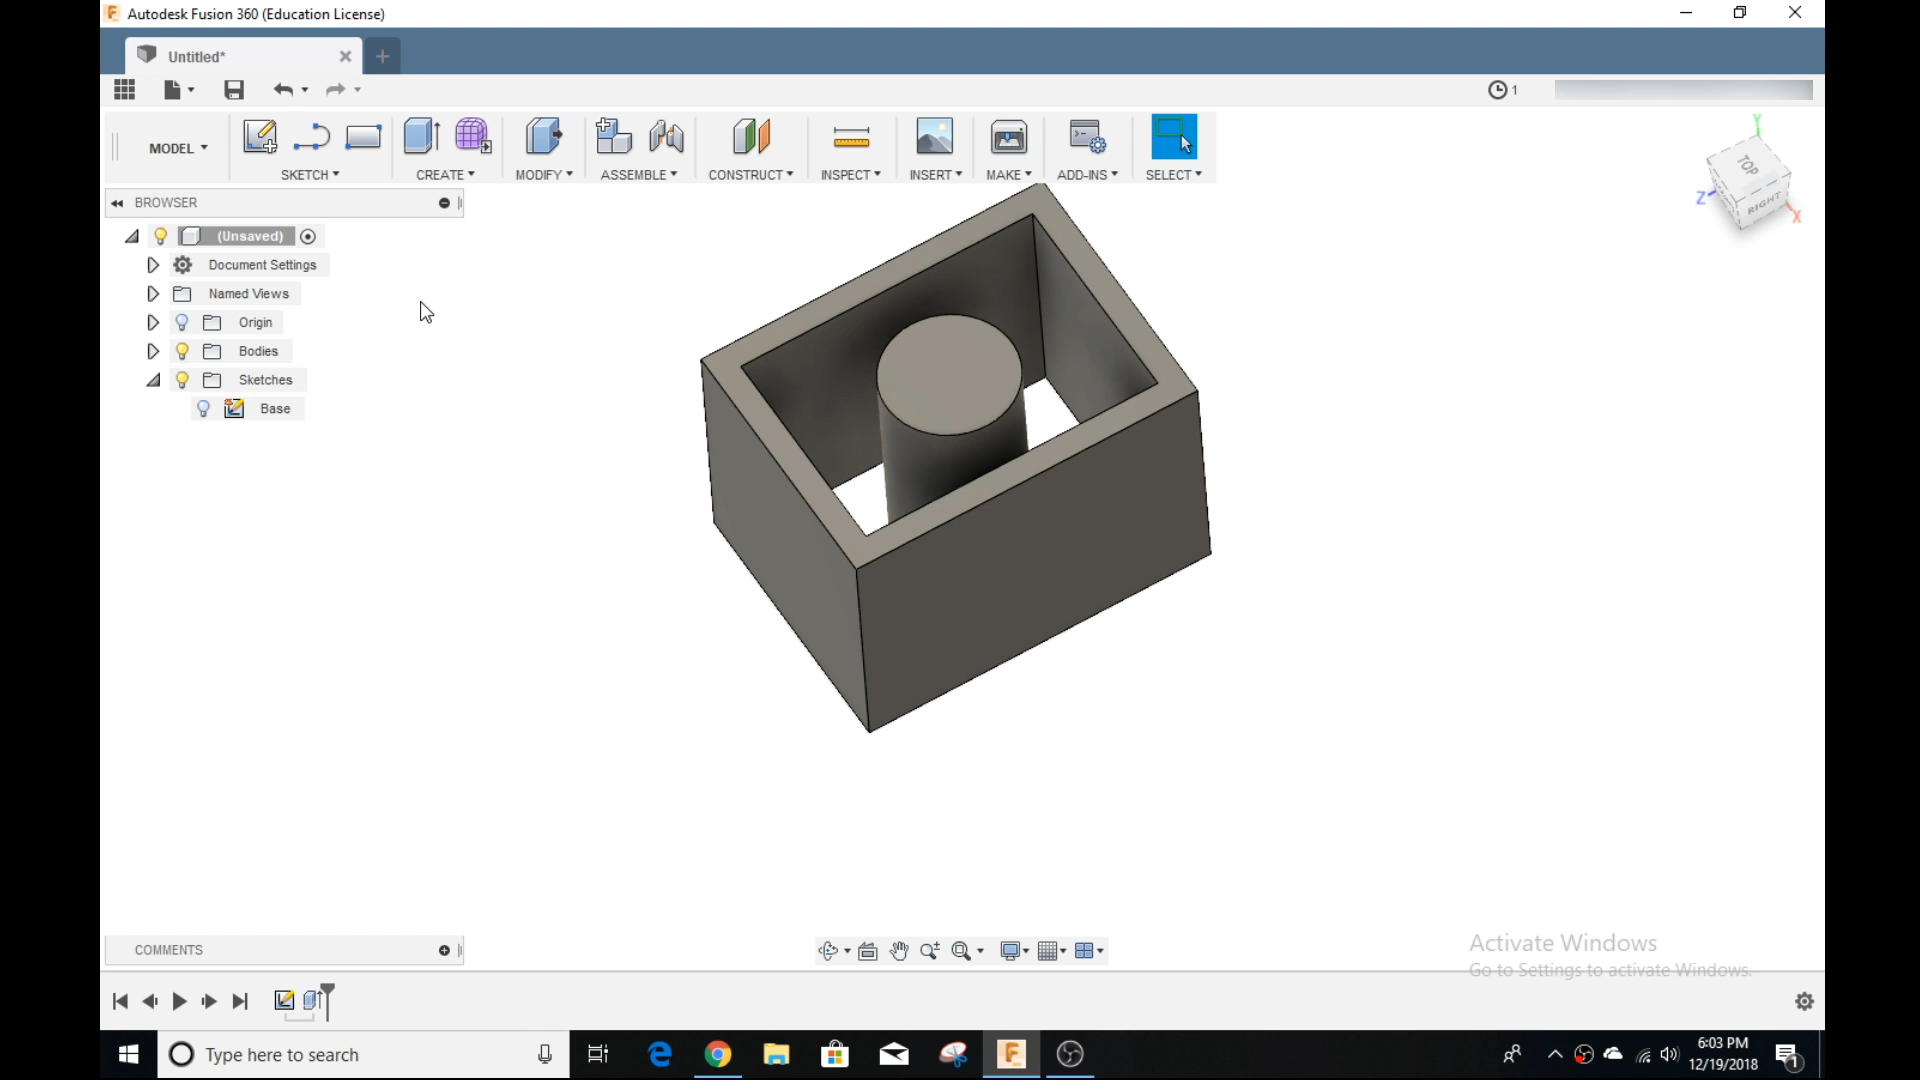 Autodesk Fusion 360 (Education License)
Untitled*
1
MODEL
SKETCH
CREATE
MODIFY
ASSEMBLE
CONSTRUCT
INSPECT
INSERT
MAKE
ADD-INS
SELECT
BROWSER
(Unsaved)
Document Settings
Named Views
Origin
Bodies
Sketches
Base
Y
TOP
Z
RIGHT
X
COMMENTS
Activate Windows
Go to Settings to activate Windows.
Type here to search
6:03 PM
12/19/2018
1